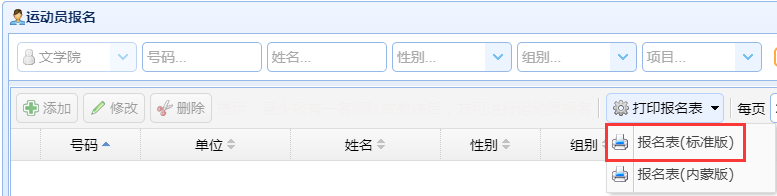 运动员报名
文学院 号码... 姓名... 性别... 组别... 项目...
添加 修改 删除 打印报名表 每页
号码 单位 姓名 性别 组别
报名表(标准版)
报名表(内蒙版)